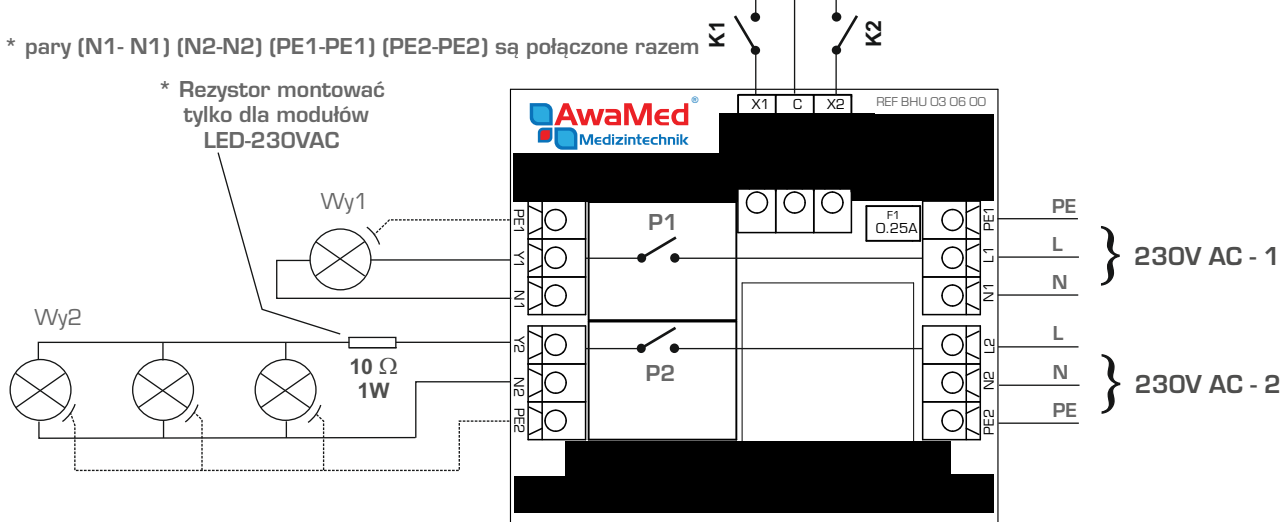 K1
K2
* pary (N1- N1) (N2-N2) (PE1-PE1) (PE2-PE2) są połączone razem
* Rezystor montować
tylko dla modułów
LED-230VAC
X1 C X2
REF BHU 03 06 00
AwaMed®
Medizintechnik
Wy1
PE1
Y1
N1
P1
F1
0.25A
PE1
L1
N1
PE
L
N
} 230V AC - 1
Wy2
10 Ω
1W
Y2
N2
PE2
P2
L2
N2
PE2
L
N
PE
} 230V AC - 2